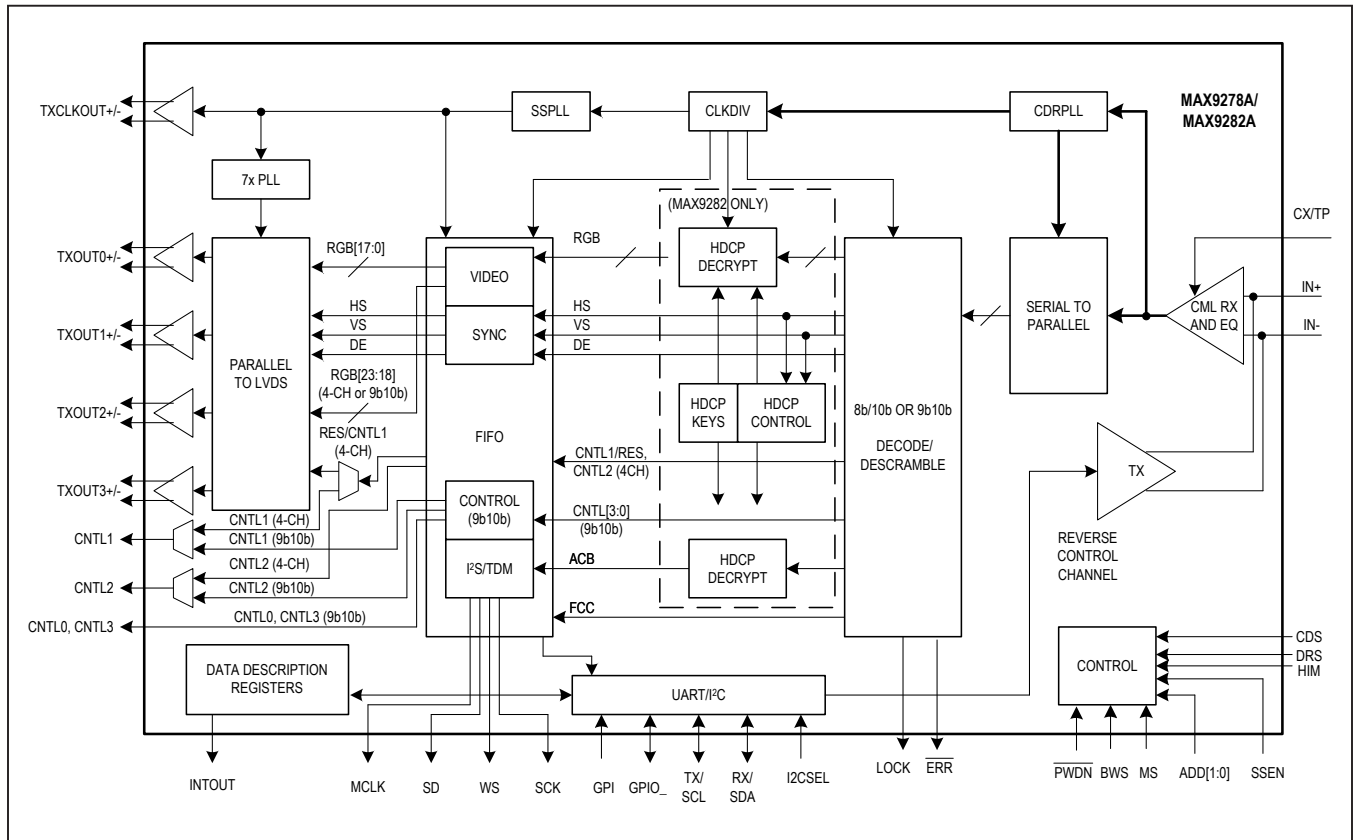 MAX9278A/
MAX9282A
TXCLKOUT+/-
SSPLL
CLKDIV
CDRPLL
7x PLL
(MAX9282 ONLY)
CX/TP
TXOUT0+/-
RGB[17:0]
VIDEO
RGB
HDCP
DECRYPT
SERIAL TO
PARALLEL
CML RX
AND EQ
IN+
IN-
TXOUT1+/-
HS
VS
DE
SYNC
HS
VS
DE
PARALLEL
TO LVDS
RGB[23:18]
(4-CH or 9b10b)
TXOUT2+/-
RES/CNTL1
(4-CH)
FIFO
HDCP
KEYS
HDCP
CONTROL
8b/10b OR 9b10b
DECODE/
DESCRAMBLE
CNTL1/RES,
CNTL2 (4CH)
TX
TXOUT3+/-
CONTROL
(9b10b)
CNTL[3:0]
(9b10b)
CNTL1 (4-CH)
CNTL1
CNTL1 (9b10b)
REVERSE
CONTROL
CHANNEL
CNTL2 (4-CH)
I²S/TDM
ACB
HDCP
DECRYPT
CNTL2
CNTL2 (9b10b)
FCC
CNTL0, CNTL3
CNTL0, CNTL3 (9b10b)
CONTROL
CDS
DRS
HIM
DATA DESCRIPTION
REGISTERS
UART/I²C
INTOUT
MCLK
SD
WS
SCK
GPI
GPIO_
TX/
SCL
RX/
SDA
I2CSEL
LOCK
ERR
PWDN
BWS
MS
ADD[1:0]
SSEN